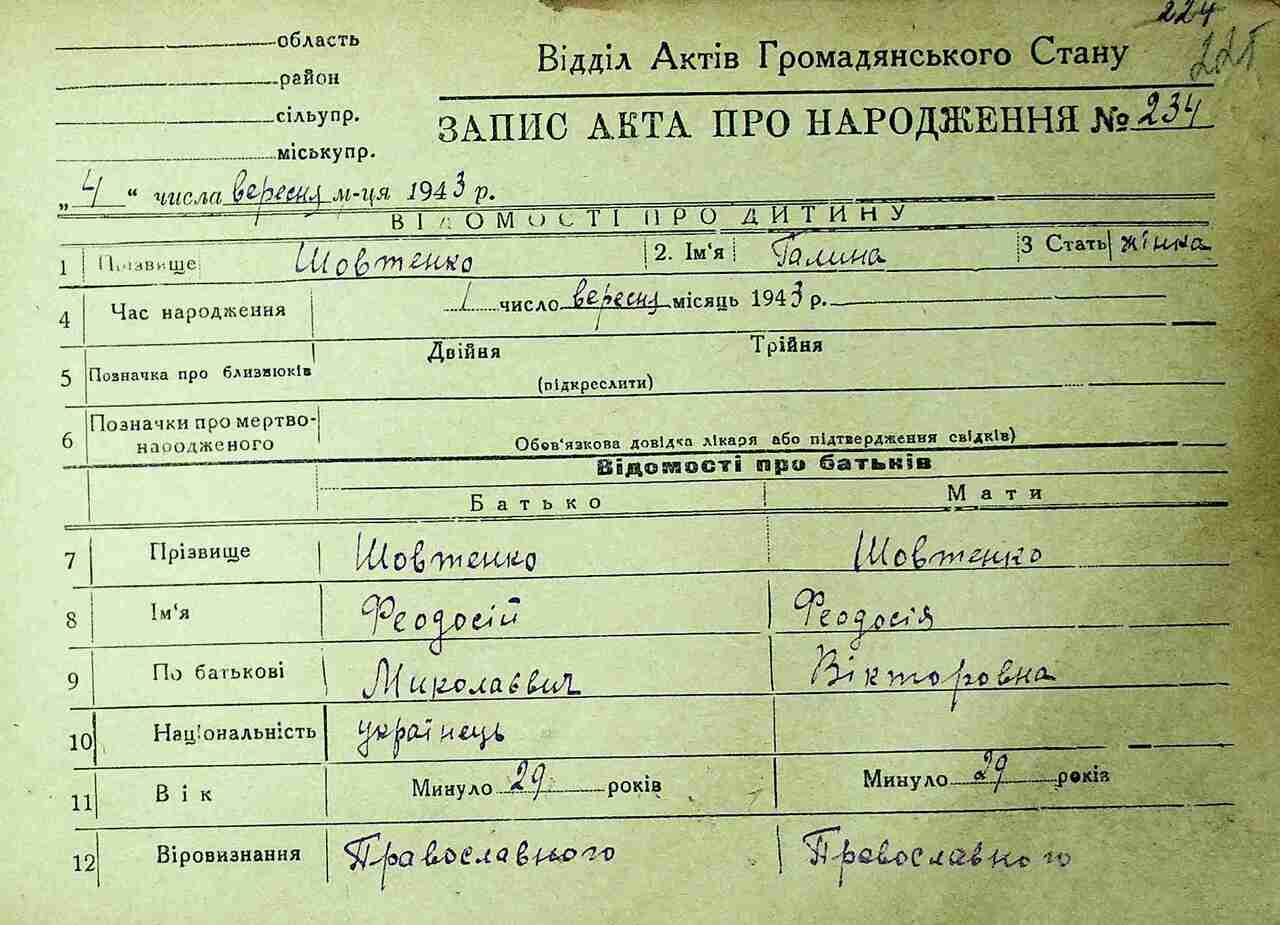 224
225
область
район
сільупр.
міськупр.
Відділ Актів Громадянського Стану
ЗАПИС АКТА ПРО НАРОДЖЕННЯ № 234
„ 4 “ числа вересня м-ця 1943 р.
ВІДОМОСТІ ПРО ДИТИНУ
1 Прізвище Шовтенко 2. Ім'я Галина 3 Стать жінка
4 Час народження 1 число вересня місяць 1943 р.
5 Позначка про близнюків Двійня Трійня
(підкреслити)
6 Позначки про мертво-
народженого Обов'язкова довідка лікаря або підтвердження свідків)
Відомості про батьків
Батько Мати
7 Прізвище Шовтенко Шовтенко
8 Ім'я Феодосій Феодосія
9 По батькові Миколаєвич Вікторовна
10 Національність українець
11 Вік Минуло 29 років Минуло 29 років
12 Віровизнання Православного Православного